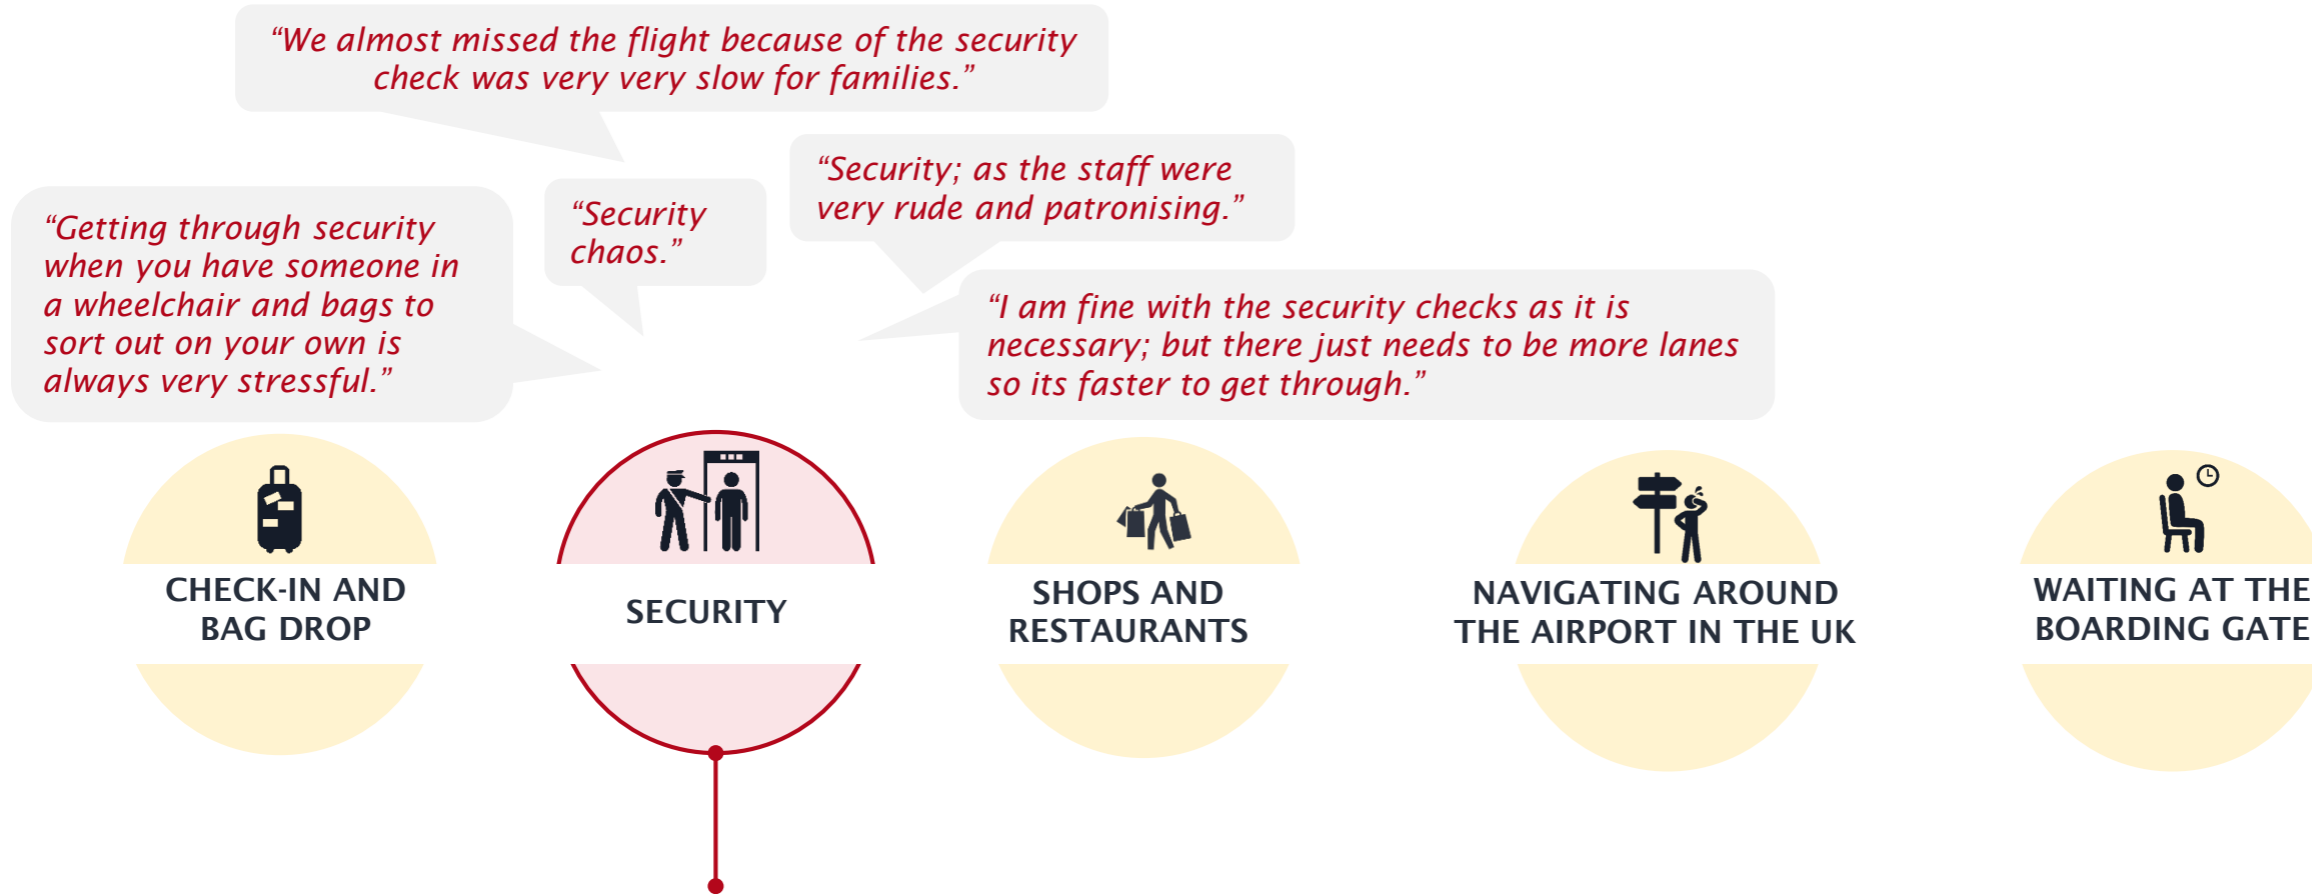 “We almost missed the flight because of the security
check was very very slow for families.”
“Security; as the staff were
very rude and patronising.”
“Security
chaos.”
“Getting through security
when you have someone in
a wheelchair and bags to
sort out on your own is
always very stressful.”
“I am fine with the security checks as it is
necessary; but there just needs to be more lanes
so its faster to get through.”
CHECK-IN AND
BAG DROP
SECURITY
SHOPS AND
RESTAURANTS
NAVIGATING AROUND
THE AIRPORT IN THE UK
WAITING AT THE
BOARDING GATE